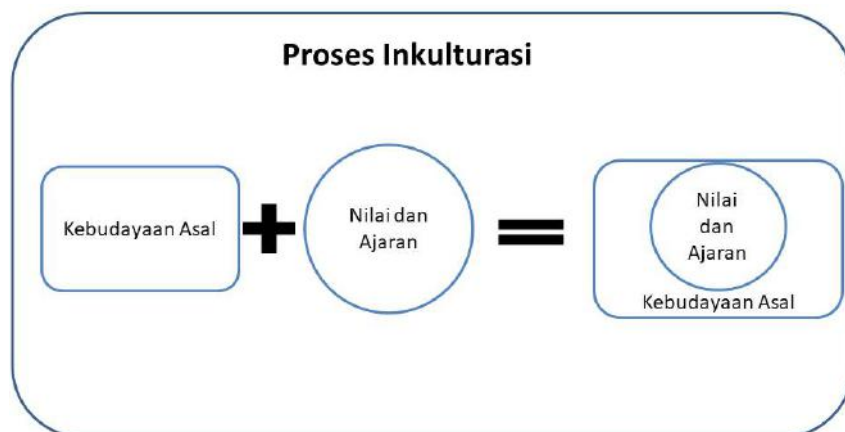 Proses Inkulturasi
Kebudayaan Asal
Nilai dan
Ajaran
Nilai
dan
Ajaran
Kebudayaan Asal